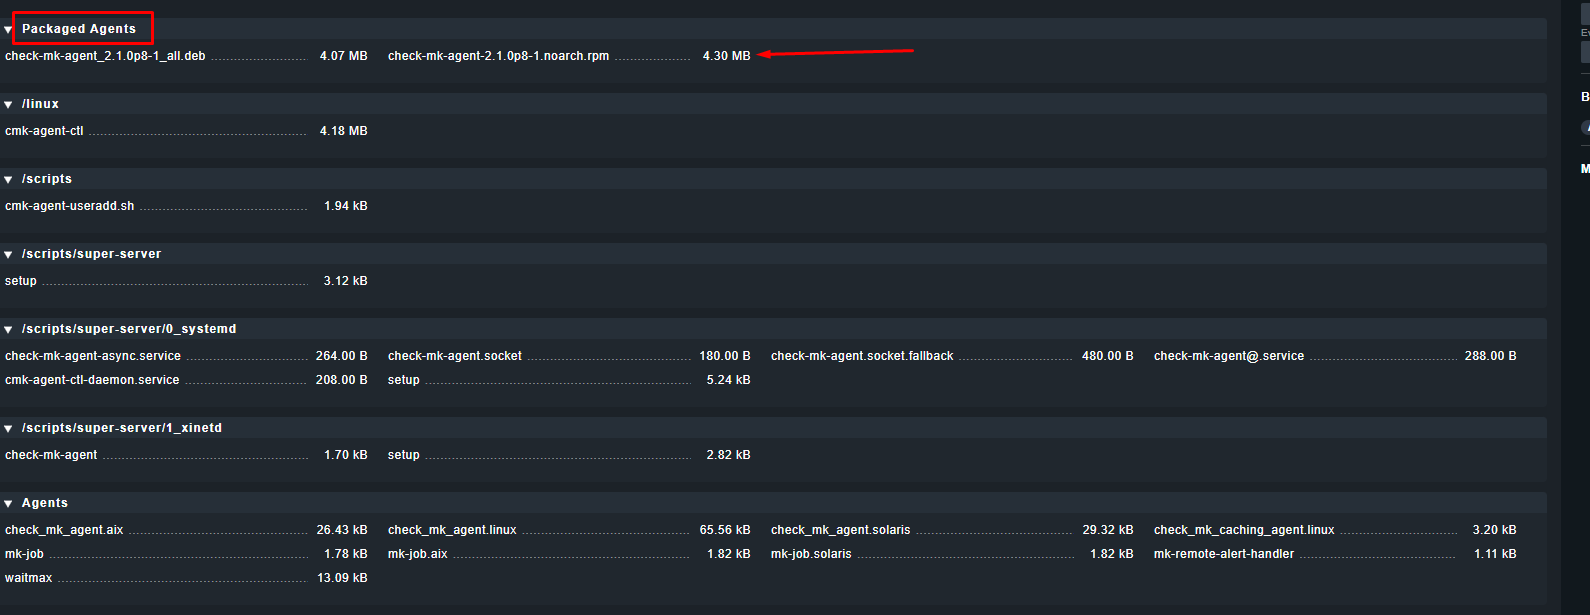 Packaged Agents
check-mk-agent_2.1.0p8-1_all.deb 4.07 MB check-mk-agent-2.1.0p8-1.noarch.rpm 4.30 MB
/linux
cmk-agent-ctl 4.18 MB
/scripts
cmk-agent-useradd.sh 1.94 kB
/scripts/super-server
setup 3.12 kB
/scripts/super-server/0_systemd
check-mk-agent-async.service 264.00 B check-mk-agent.socket 180.00 B check-mk-agent.socket.fallback 480.00 B check-mk-agent@.service 288.00 B
cmk-agent-ctl-daemon.service 208.00 B setup 5.24 kB
/scripts/super-server/1_xinetd
check-mk-agent 1.70 kB setup 2.82 kB
Agents
check_mk_agent.aix 26.43 kB check_mk_agent.linux 65.56 kB check_mk_agent.solaris 29.32 kB check_mk_caching_agent.linux 3.20 kB
mk-job 1.78 kB mk-job.aix 1.82 kB mk-job.solaris 1.82 kB mk-remote-alert-handler 1.11 kB
waitmax 13.09 kB